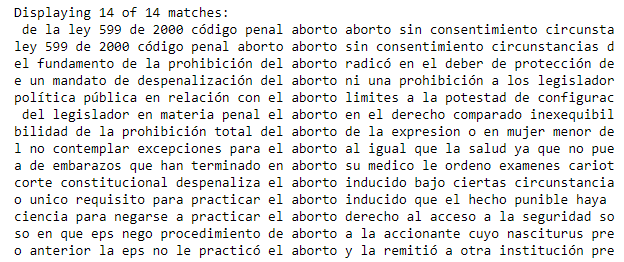 Displaying 14 of 14 matches:
de la ley 599 de 2000 código penal aborto aborto sin consentimiento circunsta
ley 599 de 2000 código penal aborto aborto sin consentimiento circunstancias d
el fundamento de la prohibición del aborto radicó en el deber de protección de
e un mandato de despenalización del aborto ni una prohibición a los legislador
política pública en relación con el aborto limites a la potestad de configurac
del legislador en materia penal el aborto en el derecho comparado inexequibil
bilidad de la prohibición total del aborto de la expresion o en mujer menor de
l no contemplar excepciones para el aborto al igual que la salud ya que no pue
a de embarazos que han terminado en aborto su medico le ordeno examenes cariot
corte constitucional despenaliza el aborto inducido bajo ciertas circunstancia
o unico requisito para practicar el aborto inducido que el hecho punible haya
ciencia para negarse a practicar el aborto derecho al acceso a la seguridad so
so en que eps nego procedimiento de aborto a la accionante cuyo nasciturus pre
o anterior la eps no le practicó el aborto y la remitió a otra institución pre